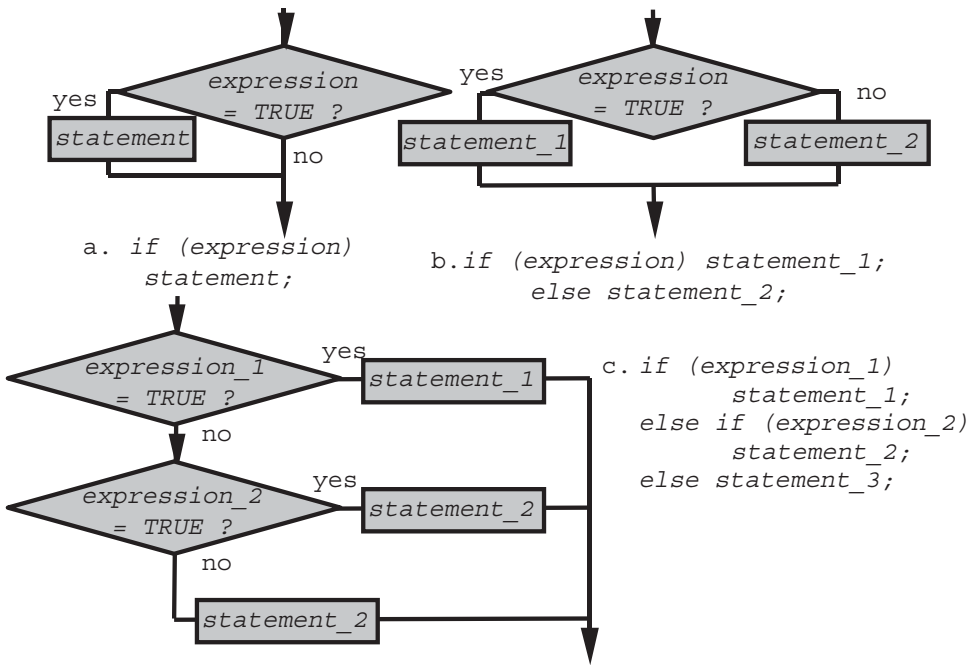 expression
= TRUE ?
yes
statement
no
a. if (expression)
statement;
expression
= TRUE ?
yes
no
statement_1
statement_2
b.if (expression) statement_1;
else statement_2;
expression_1
= TRUE ?
yes
statement_1
no
expression_2
= TRUE ?
yes
statement_2
no
statement_2
c. if (expression_1)
statement_1;
else if (expression_2)
statement_2;
else statement_3;